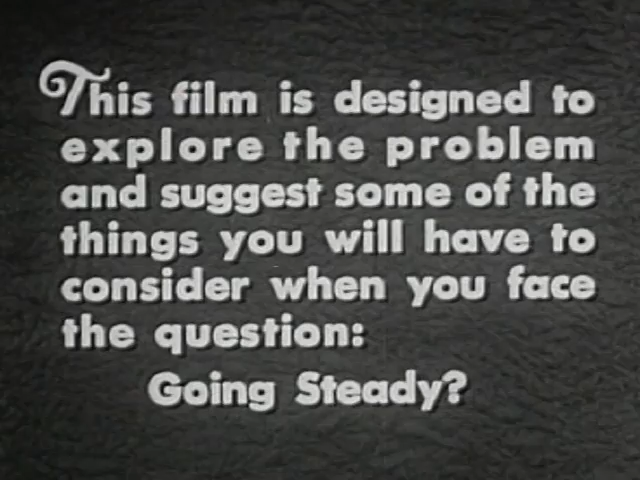 This film is designed to
explore the problem
and suggest some of the
things you will have to
consider when you face
the question:
Going Steady?